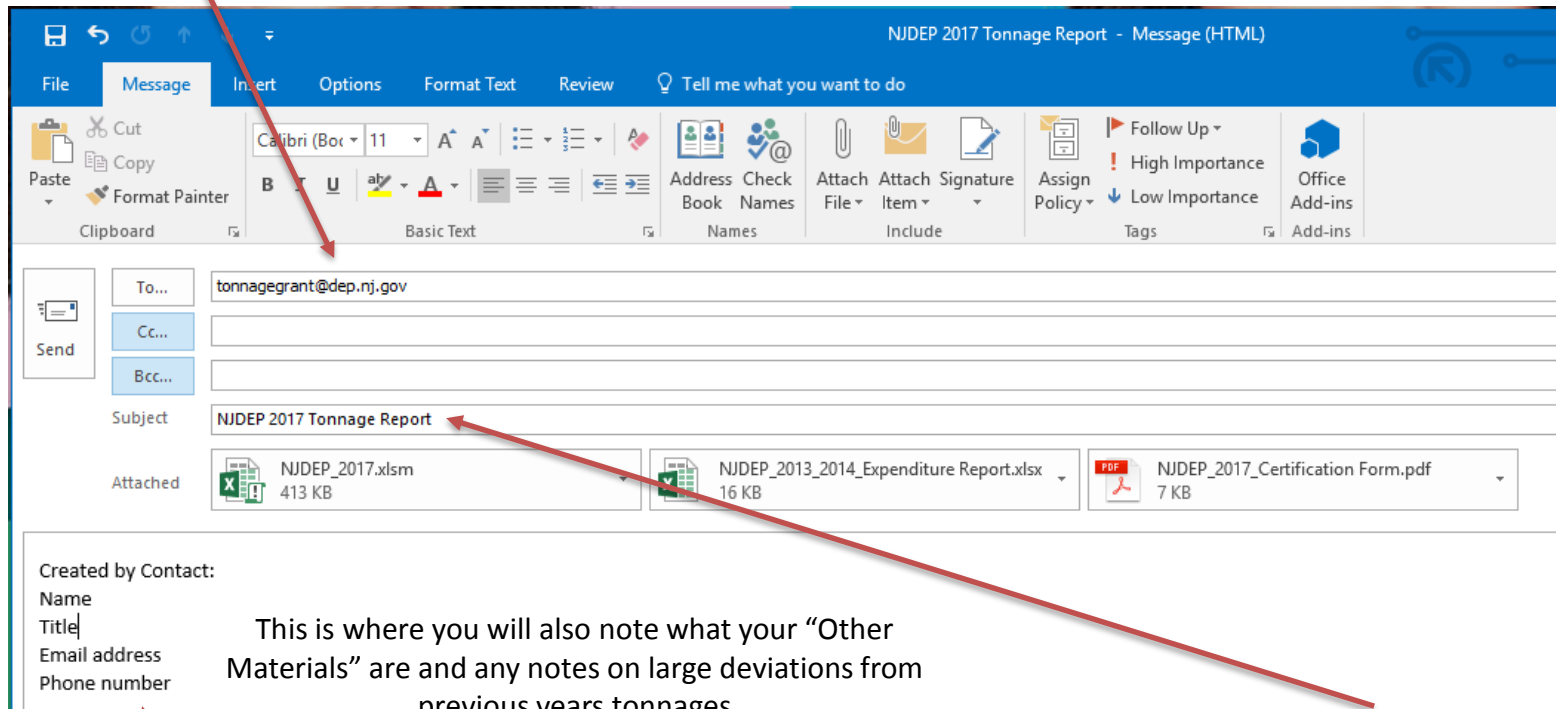 NJDEP 2017 Tonnage Report - Message (HTML)
File Message Insert Options Format Text Review Tell me what you want to do
Paste
Cut
Copy
Format Painter
Clipboard
Calibri (Boc 11
B I U
Basic Text
Address Book
Check Names
Names
Attach File
Attach Item
Signature
Include
Assign Policy
Follow Up
High Importance
Low Importance
Tags
Office Add-ins
Add-ins
Send
To... tonnagegrant@dep.nj.gov
Cc...
Bcc...
Subject NJDEP 2017 Tonnage Report
Attached
NJDEP_2017.xlsm
413 KB
NJDEP_2013_2014_Expenditure Report.xlsx
16 KB
PDF
NJDEP_2017_Certification Form.pdf
7 KB
Created by Contact:
Name
Title
Email address
Phone number
This is where you will also note what your “Other
Materials” are and any notes on large deviations from
previous years tonnages